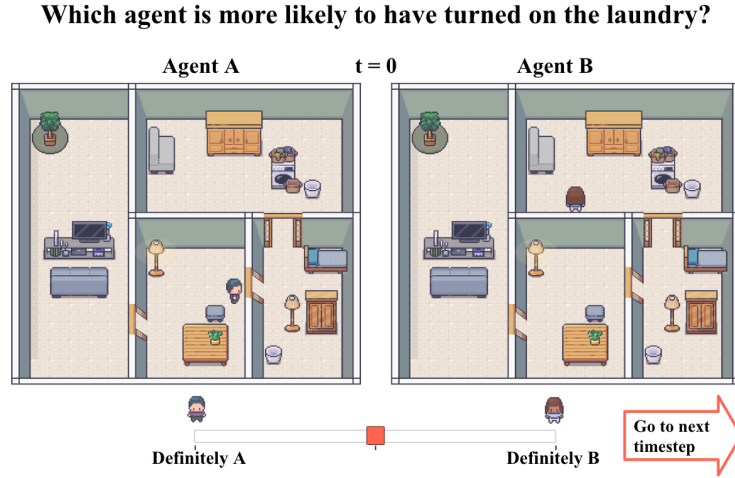 Which agent is more likely to have turned on the laundry?
Agent A
t = 0
Agent B
Definitely A
Definitely B
Go to next
timestep